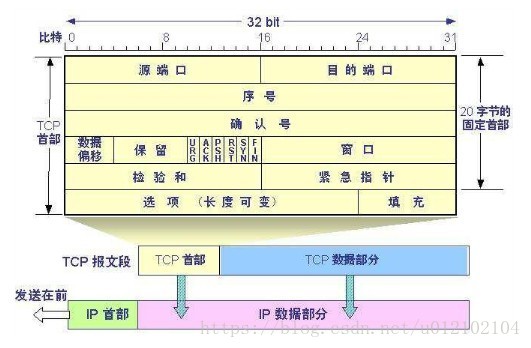 32 bit
比特 0 8 16 24 31
源端口 目的端口
序号
TCP 首部
确认号
20 字节的固定首部
数据偏移 保留 URG ACK PSH RST SYN FIN 窗口
检验和 紧急指针
选项 (长度可变) 填充
TCP 报文段 TCP 首部 TCP 数据部分
发送在前
IP 首部 IP 数据部分
https://blog.csdn.net/u012102104